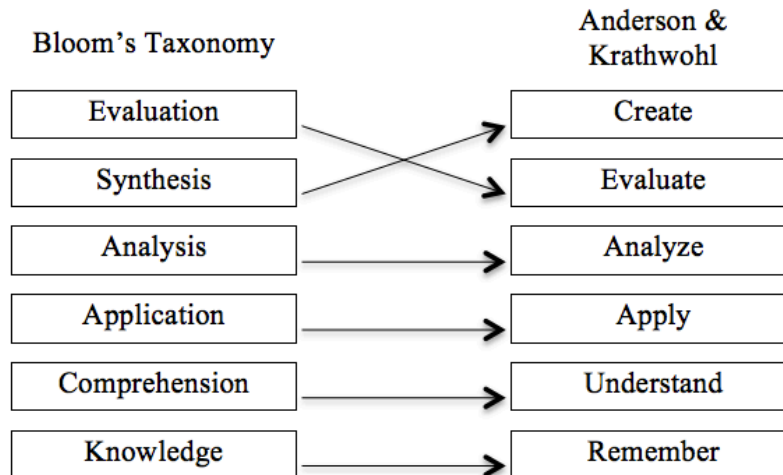 Bloom's Taxonomy
Anderson &
Krathwohl
Evaluation
Create
Synthesis
Evaluate
Analysis
Analyze
Application
Apply
Comprehension
Understand
Knowledge
Remember